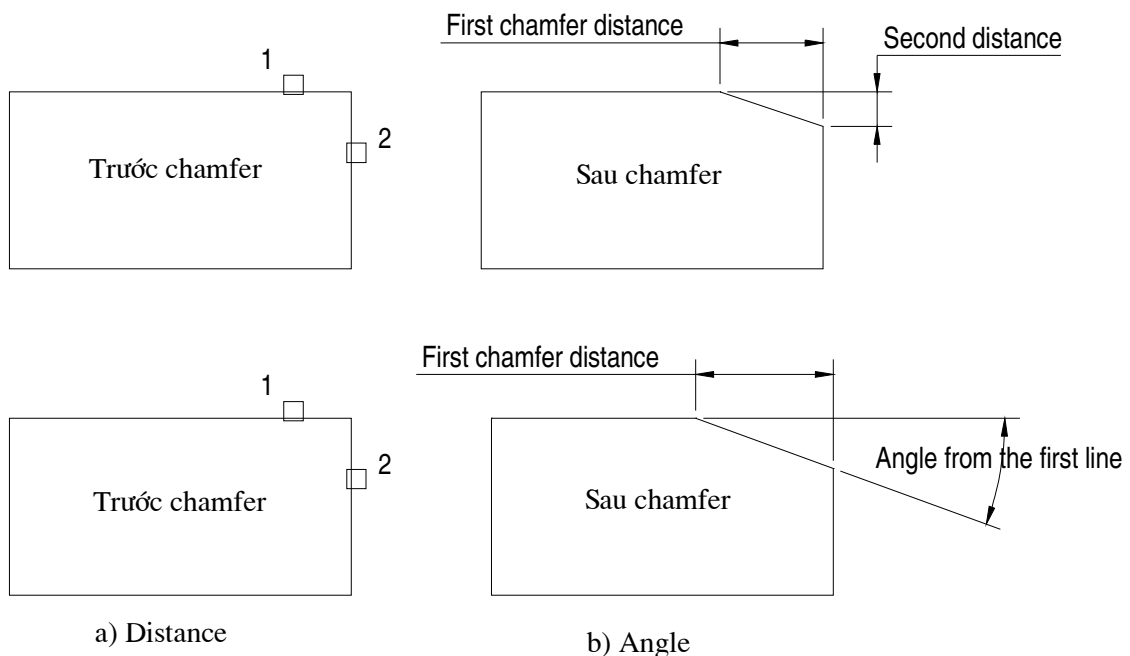 First chamfer distance
Second distance
1
2
Trước chamfer
Sau chamfer
First chamfer distance
1
2
Angle from the first line
Trước chamfer
Sau chamfer
a) Distance
b) Angle